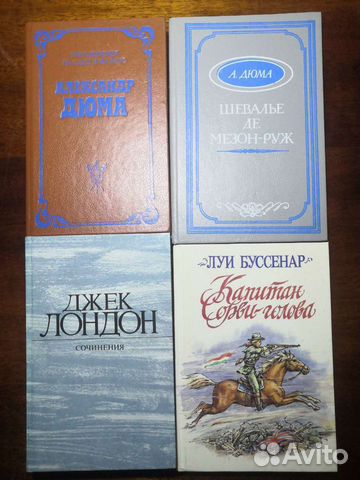 АЛЕКСАНДР
ДЮМА
А. ДЮМА
ШЕВАЛЬЕ
ДЕ
МЕЗОН-РУЖ
ДЖЕК
ЛОНДОН
СОЧИНЕНИЯ
ЛУИ БУССЕНАР
Капитан
Сорви-голова
Avito